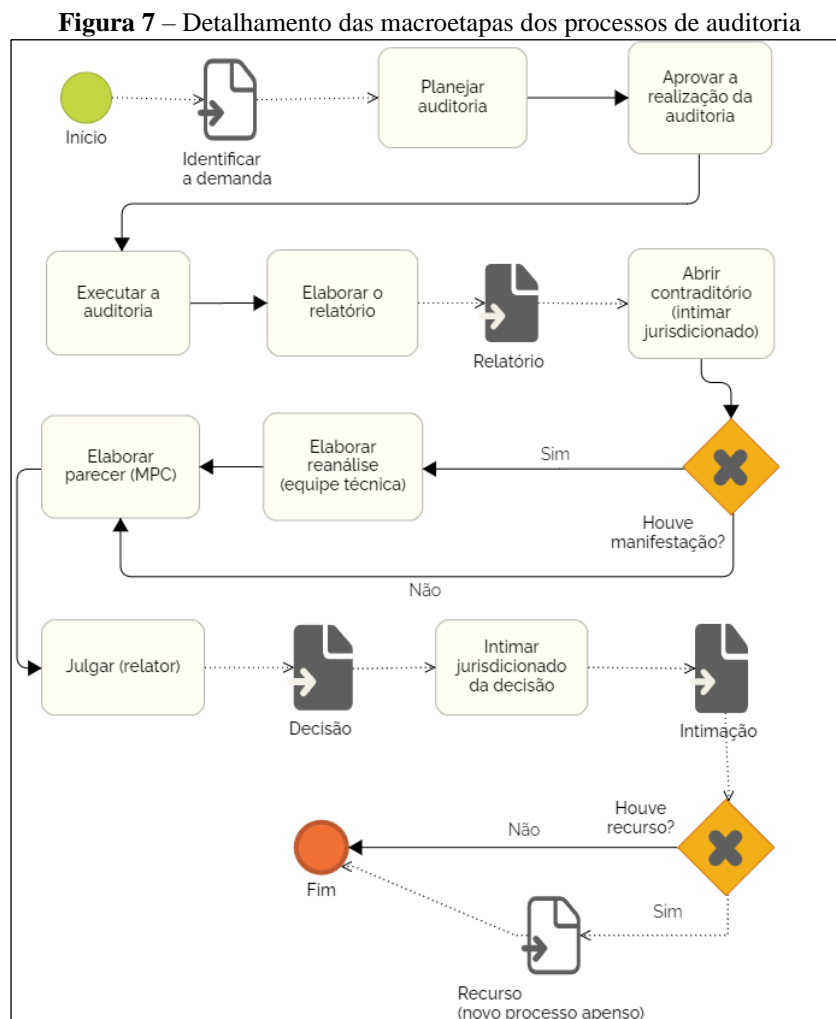 Figura 7 – Detalhamento das macroetapas dos processos de auditoria
Início
Identificar
a demanda
Planejar
auditoria
Aprovar a
realização da
auditoria
Executar a
auditoria
Elaborar o
relatório
Relatório
Abrir
contraditório
(intimar
jurisdicionado)
Houve
manifestação?
Sim
Elaborar
reanálise
(equipe técnica)
Elaborar
parecer (MPC)
Não
Julgar (relator)
Decisão
Intimar
jurisdicionado
da decisão
Intimação
Houve
recurso?
Não
Fim
Sim
Recurso
(novo processo apenso)